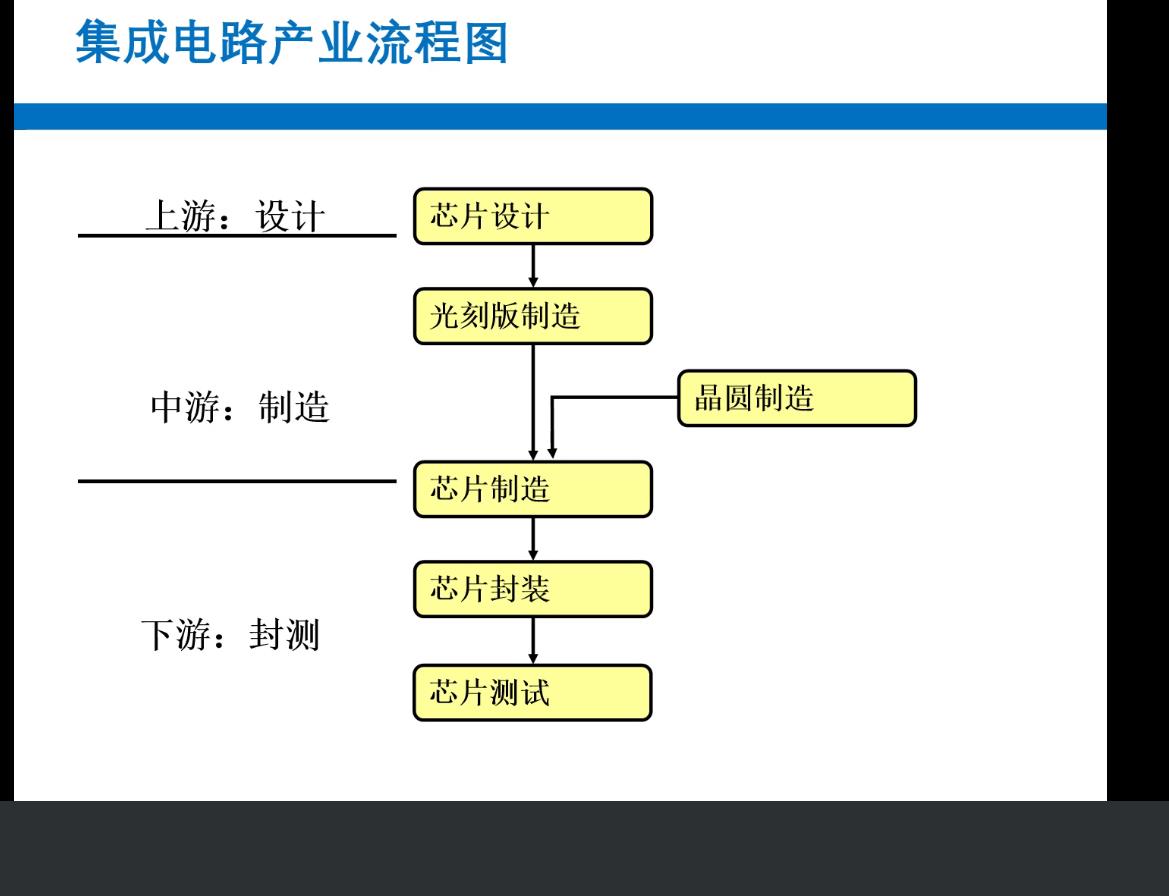 集成电路产业流程图
上游：设计
芯片设计
光刻版制造
晶圆制造
中游：制造
芯片制造
芯片封装
下游：封测
芯片测试